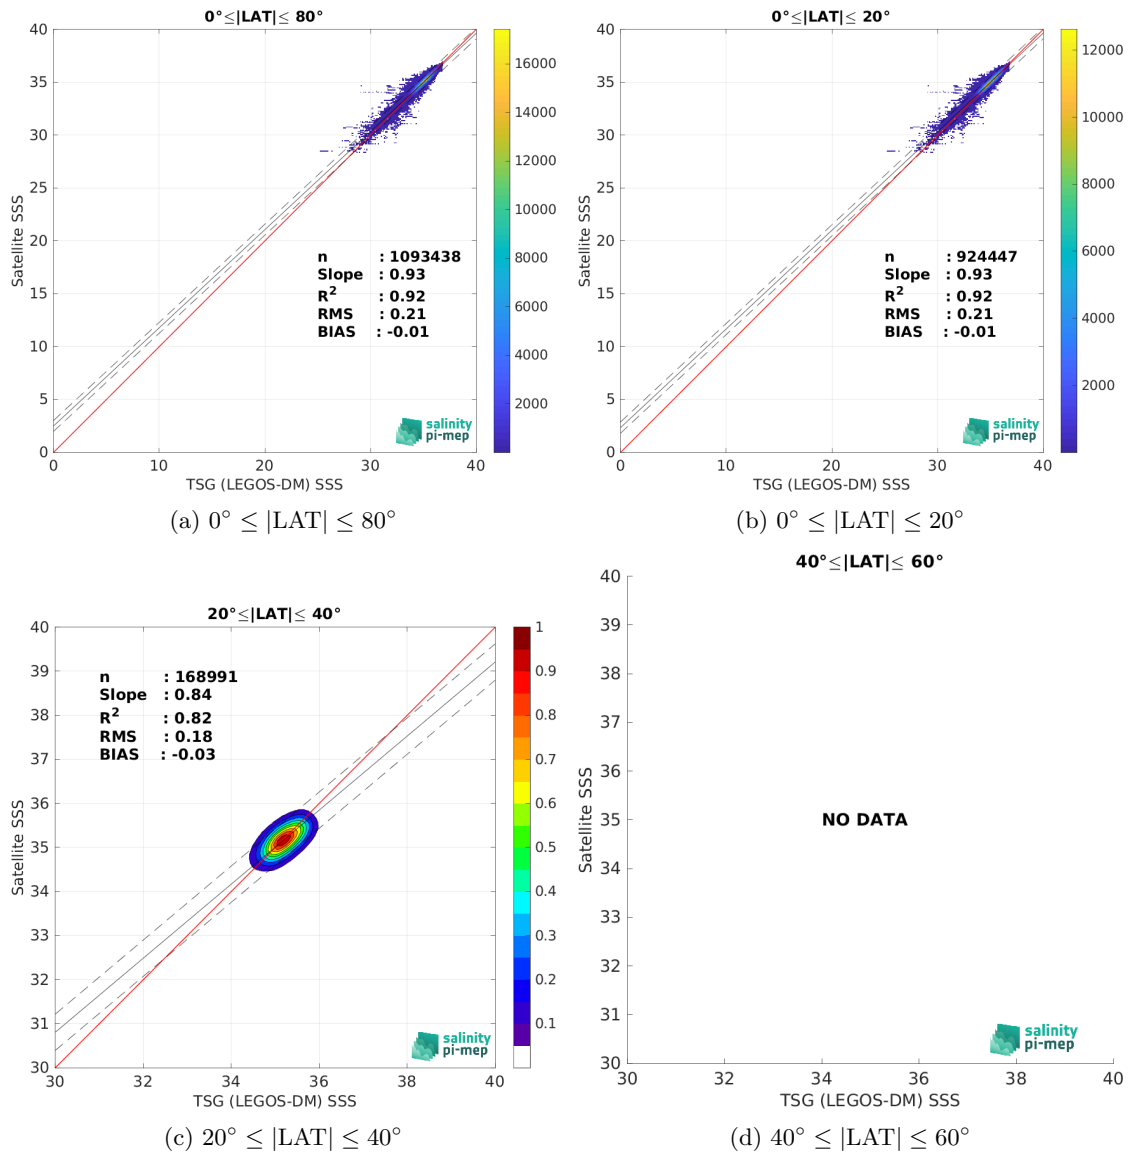 0°≤|LAT|≤ 80°
40
35
30
25
20
15
10
5
0
Satellite SSS
n : 1093438
Slope : 0.93
R² : 0.92
RMS : 0.21
BIAS : -0.01
salinity
pi-mep
0 10 20 30 40
TSG (LEGOS-DM) SSS
16000
14000
12000
10000
8000
6000
4000
2000
(a) 0° ≤ |LAT| ≤ 80°
0°≤|LAT|≤ 20°
40
35
30
25
20
15
10
5
0
Satellite SSS
n : 924447
Slope : 0.93
R² : 0.92
RMS : 0.21
BIAS : -0.01
salinity
pi-mep
0 10 20 30 40
TSG (LEGOS-DM) SSS
12000
10000
8000
6000
4000
2000
(b) 0° ≤ |LAT| ≤ 20°
20°≤|LAT|≤ 40°
40
39
38
37
36
35
34
33
32
31
30
Satellite SSS
n : 168991
Slope : 0.84
R² : 0.82
RMS : 0.18
BIAS : -0.03
salinity
pi-mep
30 32 34 36 38 40
TSG (LEGOS-DM) SSS
1
0.9
0.8
0.7
0.6
0.5
0.4
0.3
0.2
0.1
(c) 20° ≤ |LAT| ≤ 40°
40°≤|LAT|≤ 60°
40
39
38
37
36
35
34
33
32
31
30
Satellite SSS
NO DATA
salinity
pi-mep
30 32 34 36 38 40
TSG (LEGOS-DM) SSS
(d) 40° ≤ |LAT| ≤ 60°